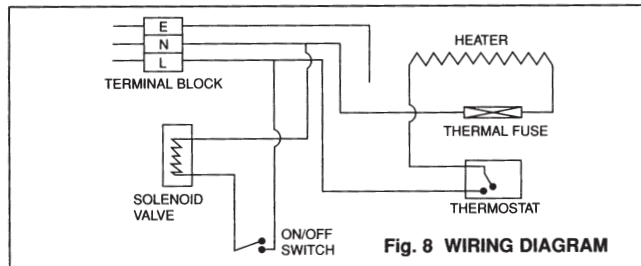 E
N
L
TERMINAL BLOCK
HEATER
THERMAL FUSE
SOLENOID
VALVE
THERMOSTAT
ON/OFF
SWITCH
Fig. 8 WIRING DIAGRAM